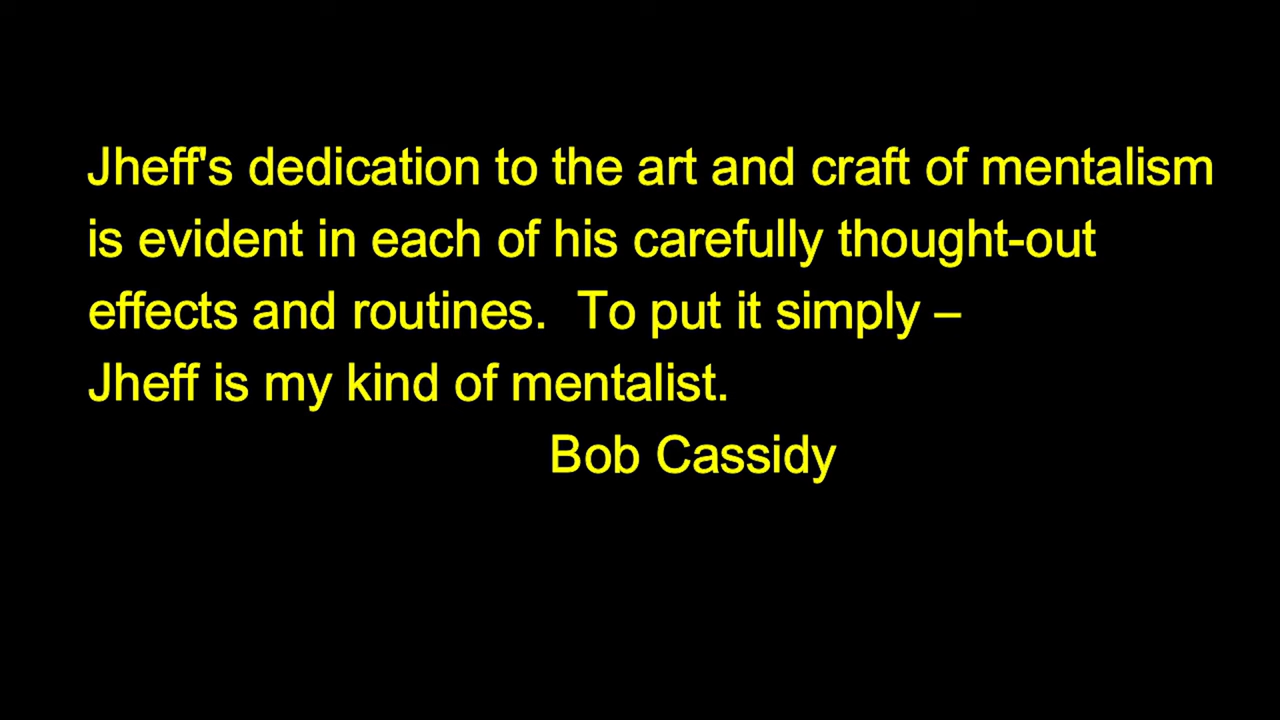 Jheff's dedication to the art and craft of mentalism
is evident in each of his carefully thought-out
effects and routines.  To put it simply –
Jheff is my kind of mentalist.
Bob Cassidy